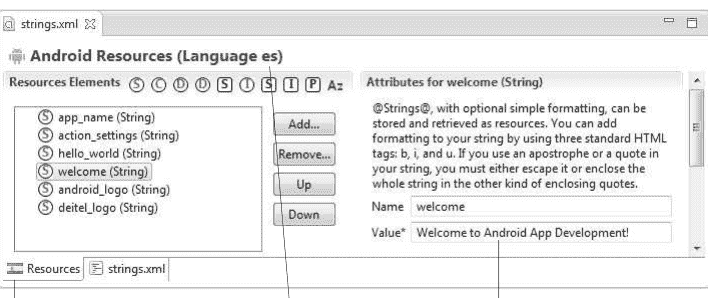 strings.xml
Android Resources (Language es)
Resources Elements S C D D S I S I P Az
Attributes for welcome (String)
S app_name (String)
S action_settings (String)
S hello_world (String)
S welcome (String)
S android_logo (String)
S deitel_logo (String)
Add...
Remove...
Up
Down
@Strings@, with optional simple formatting, can be
stored and retrieved as resources. You can add
formatting to your string by using three standard HTML
tags: b, i, and u. If you use an apostrophe or a quote in
your string, you must either escape it or enclose the
whole string in the other kind of enclosing quotes.
Name welcome
Value* Welcome to Android App Development!
Resources strings.xml